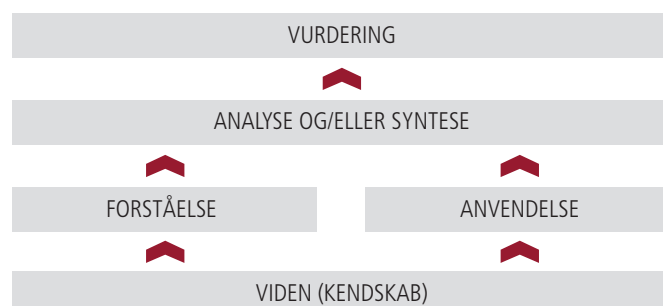 VURDERING
ANALYSE OG/ELLER SYNTESE
FORSTÅELSE
ANVENDELSE
VIDEN (KENDSKAB)